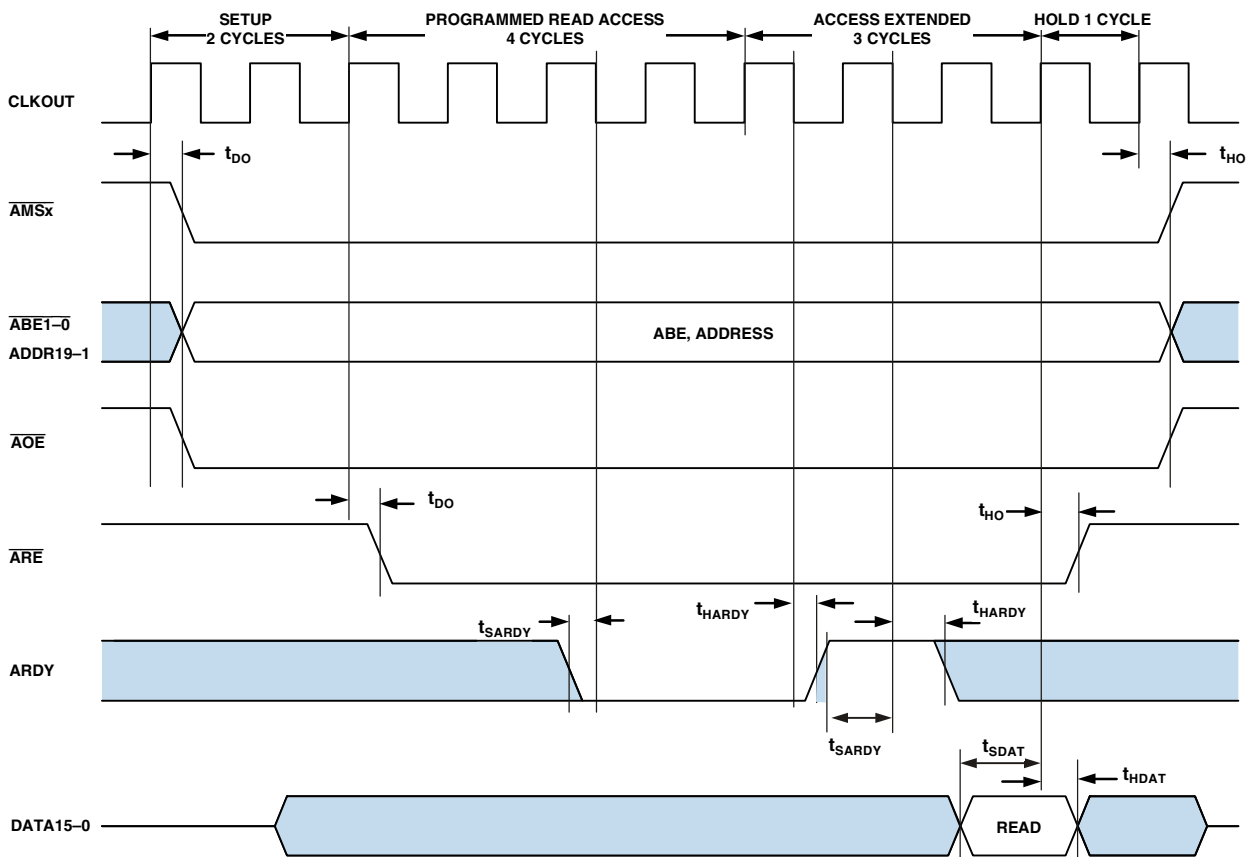 SETUP
2 CYCLES
PROGRAMMED READ ACCESS
4 CYCLES
ACCESS EXTENDED
3 CYCLES
HOLD 1 CYCLE
CLKOUT
tDO
tHO
AMSx
ABE1–0
ADDR19–1
ABE, ADDRESS
AOE
tDO
tHO
ARE
tSARDY
tHARDY
tHARDY
ARDY
tSARDY
tSDAT
tHDAT
DATA15–0
READ